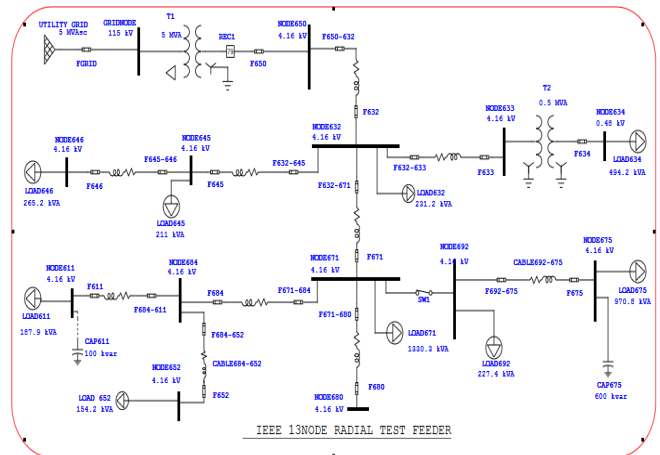 UTILITY GRID
5 MVAsc
FGRID
GRIDNODE
115 kV
T1
5 MVA
REC1
79
F650
NODE650
4.16 kV
F650-632
F632
NODE632
4.16 kV
NODE646
4.16 kV
F645-646
NODE645
4.16 kV
F632-645
F646
F645
LOAD646
265.2 kVA
LOAD645
211 kVA
F632-633
F633
NODE633
4.16 kV
T2
0.5 MVA
NODE634
0.48 kV
F634
LOAD634
494.2 kVA
F632-671
LOAD632
231.2 kVA
F671
NODE611
4.16 kV
F611
F684-611
NODE684
4.16 kV
F684
F671-684
NODE671
4.16 kV
SW1
NODE692
4.16 kV
CABLE692-675
F692-675
F675
NODE675
4.16 kV
LOAD675
970.8 kVA
LOAD611
187.9 kVA
CAP611
100 kvar
F684-652
CABLE684-652
F652
NODE652
4.16 kV
LOAD 652
154.2 kVA
F671-680
LOAD671
1330.3 kVA
F680
NODE680
4.16 kV
LOAD692
227.4 kVA
CAP675
600 kvar
IEEE 13NODE RADIAL TEST FEEDER